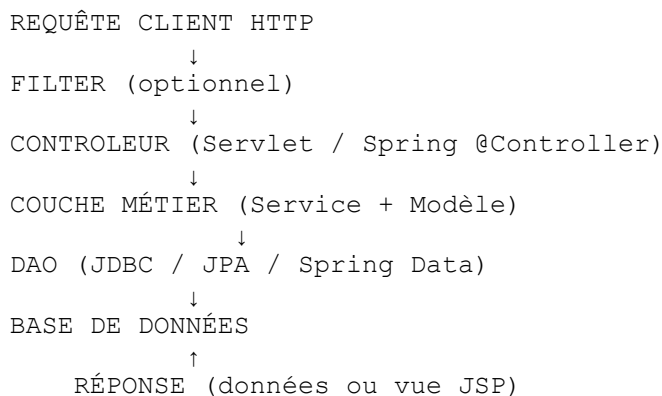 REQUÊTE CLIENT HTTP
↓
FILTER (optionnel)
↓
CONTROLEUR (Servlet / Spring @Controller)
↓
COUCHE MÉTIER (Service + Modèle)
↓
DAO (JDBC / JPA / Spring Data)
↓
BASE DE DONNÉES
↑
RÉPONSE (données ou vue JSP)